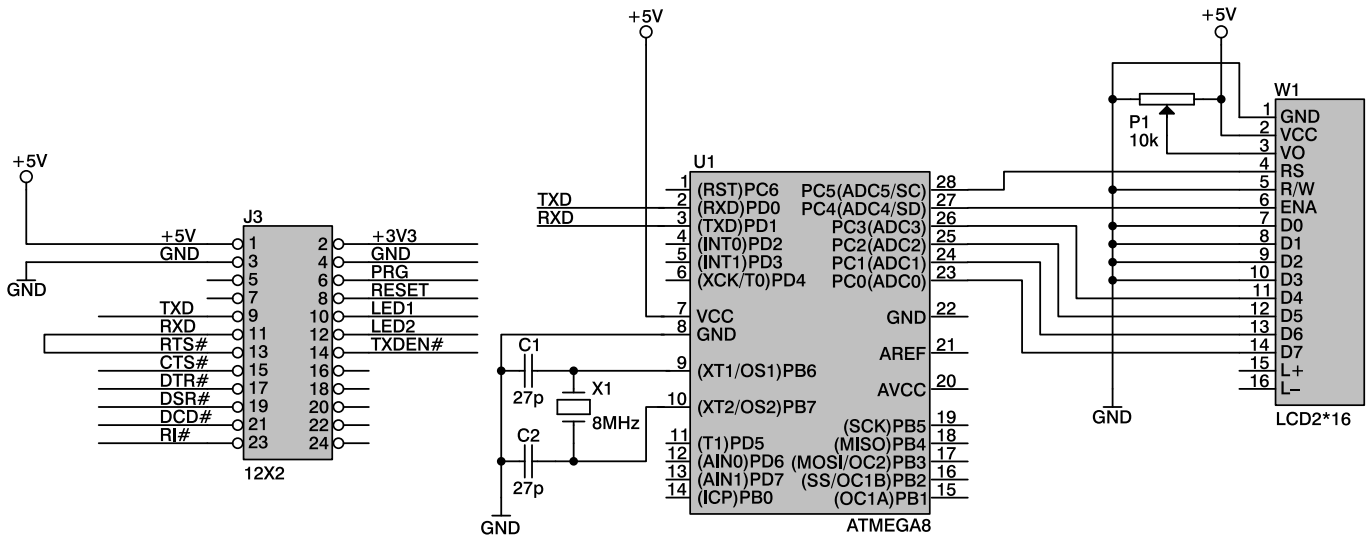 +5V
J3
+5V 1 2 +3V3
GND 3 4 GND
5 6 PRG
7 8 RESET
TXD 9 10 LED1
RXD 11 12 LED2
RTS# 13 14 TXDEN#
CTS# 15 16
DTR# 17 18
DSR# 19 20
DCD# 21 22
RI# 23 24
12X2
GND
+5V
U1
1 (RST)PC6 PC5(ADC5/SC) 28
TXD 2 (RXD)PD0 PC4(ADC4/SD) 27
RXD 3 (TXD)PD1 PC3(ADC3) 26
4 (INT0)PD2 PC2(ADC2) 25
5 (INT1)PD3 PC1(ADC1) 24
6 (XCK/T0)PD4 PC0(ADC0) 23
7 VCC GND 22
8 GND
AREF 21
9 (XT1/OS1)PB6
AVCC 20
10 (XT2/OS2)PB7
(SCK)PB5 19
11 (T1)PD5 (MISO)PB4 18
12 (AIN0)PD6 (MOSI/OC2)PB3 17
13 (AIN1)PD7 (SS/OC1B)PB2 16
14 (ICP)PB0 (OC1A)PB1 15
ATMEGA8
C1
27p
X1
8MHz
C2
27p
GND
+5V
P1
10k
W1
1 GND
2 VCC
3 VO
4 RS
5 R/W
6 ENA
7 D0
8 D1
9 D2
10 D3
11 D4
12 D5
13 D6
14 D7
15 L+
16 L–
LCD2*16
GND